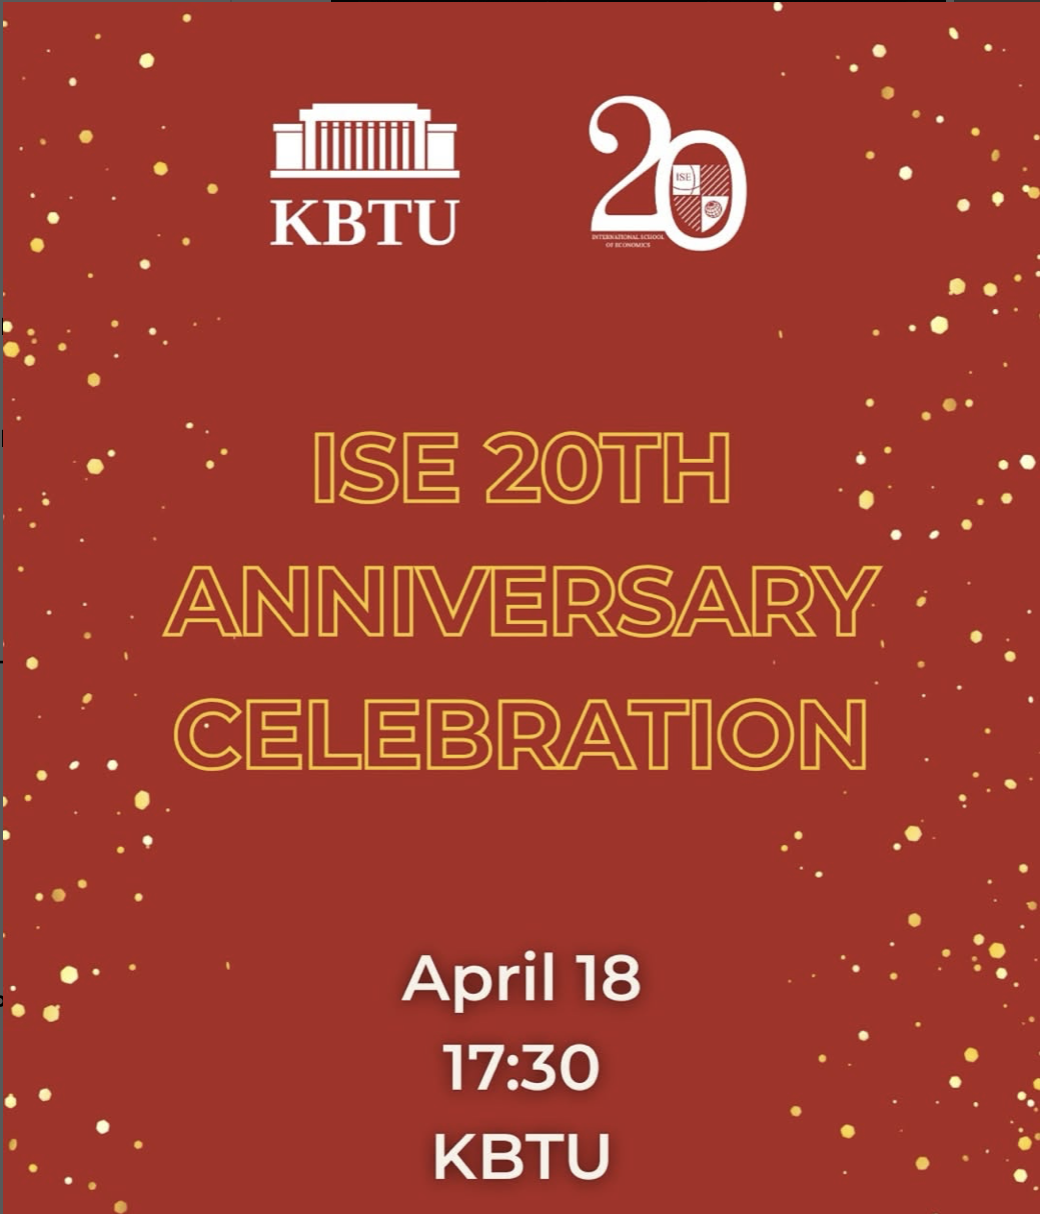 KBTU
20
ISE
INTERNATIONAL SCHOOL
OF ECONOMICS
ISE 20TH
ANNIVERSARY
CELEBRATION
April 18
17:30
KBTU